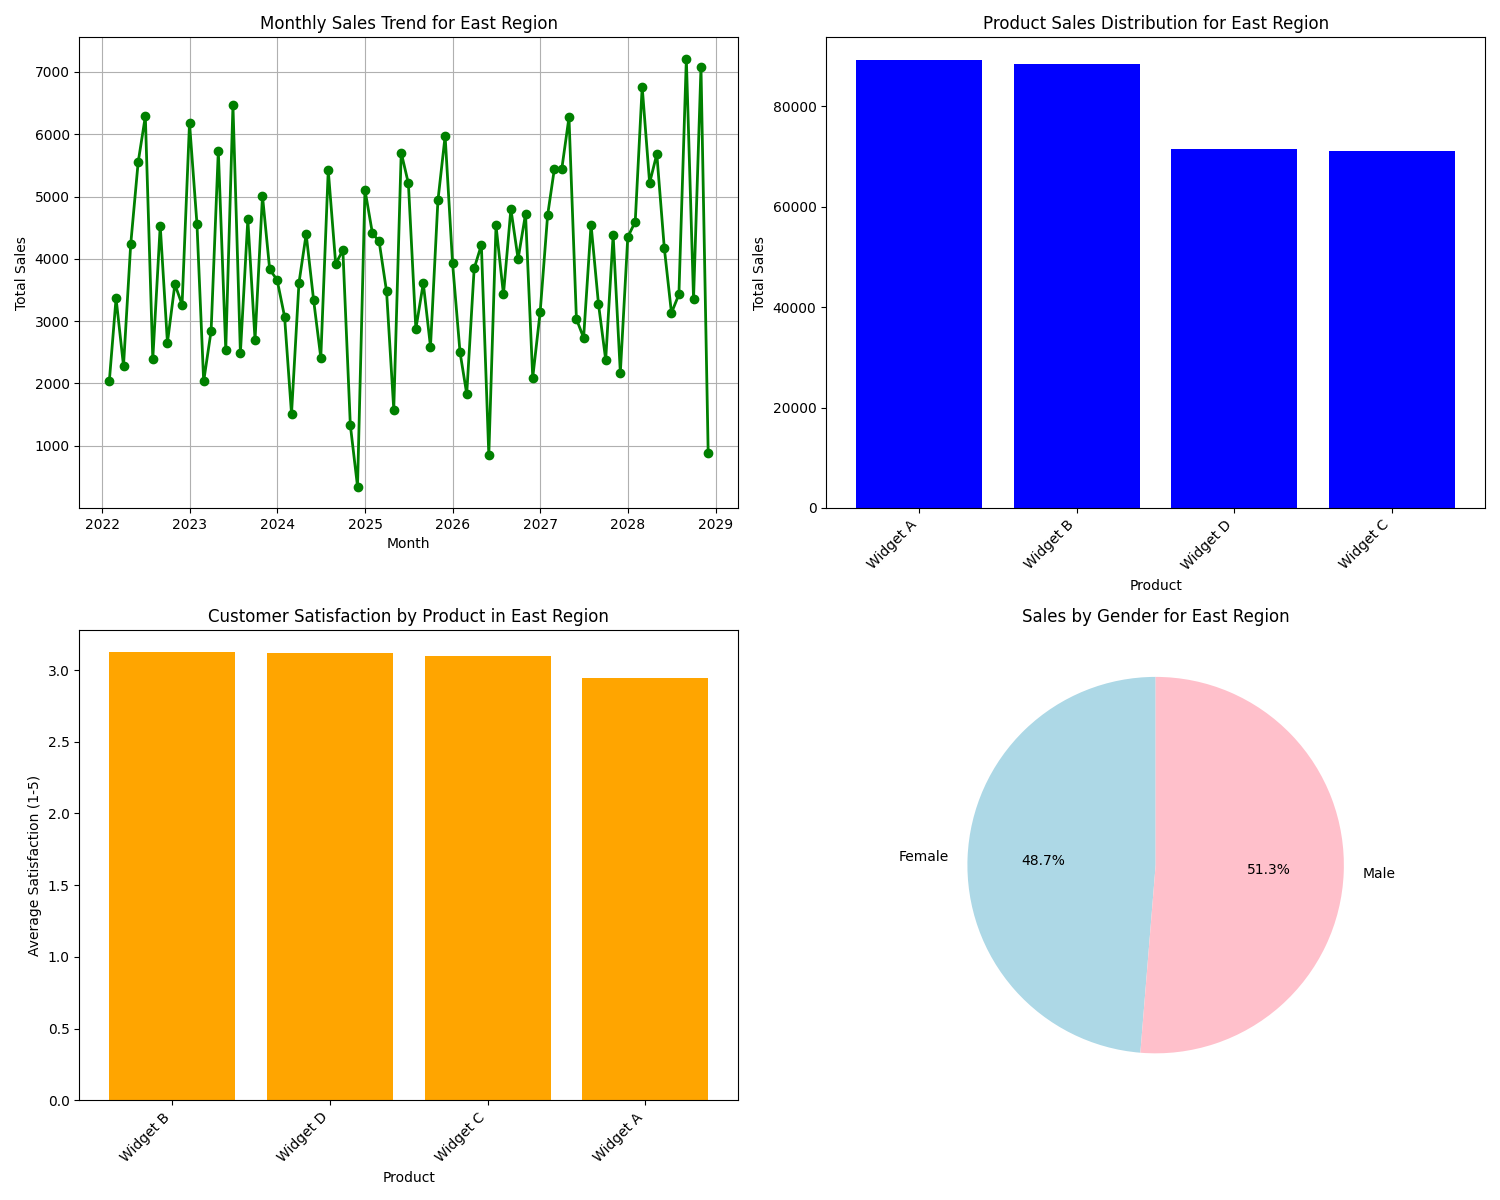 Monthly Sales Trend for East Region
Total Sales
7000
6000
5000
4000
3000
2000
1000
2022 2023 2024 2025 2026 2027 2028 2029
Month
Product Sales Distribution for East Region
Total Sales
80000
60000
40000
20000
0
Widget A
Widget B
Widget D
Widget C
Product
Customer Satisfaction by Product in East Region
Average Satisfaction (1-5)
3.0
2.5
2.0
1.5
1.0
0.5
0.0
Widget B
Widget D
Widget C
Widget A
Product
Sales by Gender for East Region
Female
48.7%
51.3%
Male